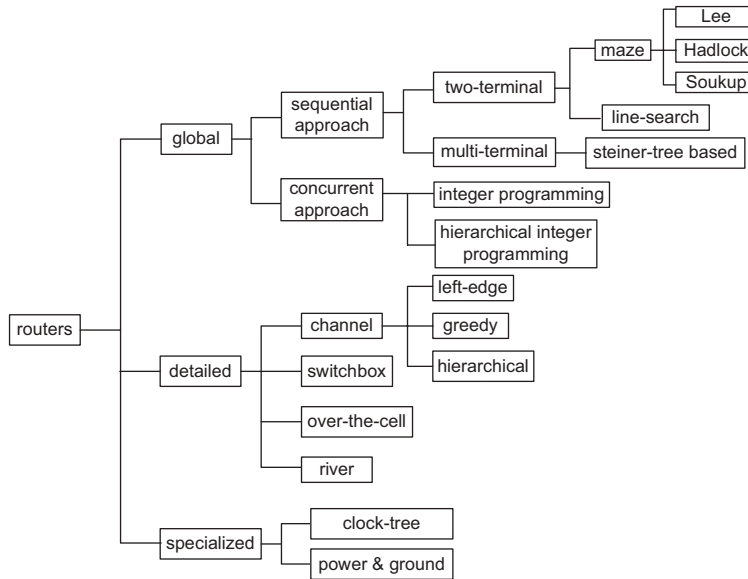 Lee
maze
Hadlock
Soukup
two-terminal
sequential
approach
line-search
global
multi-terminal
steiner-tree based
concurrent
approach
integer programming
hierarchical integer
programming
left-edge
routers
channel
greedy
detailed
switchbox
hierarchical
over-the-cell
river
clock-tree
specialized
power & ground